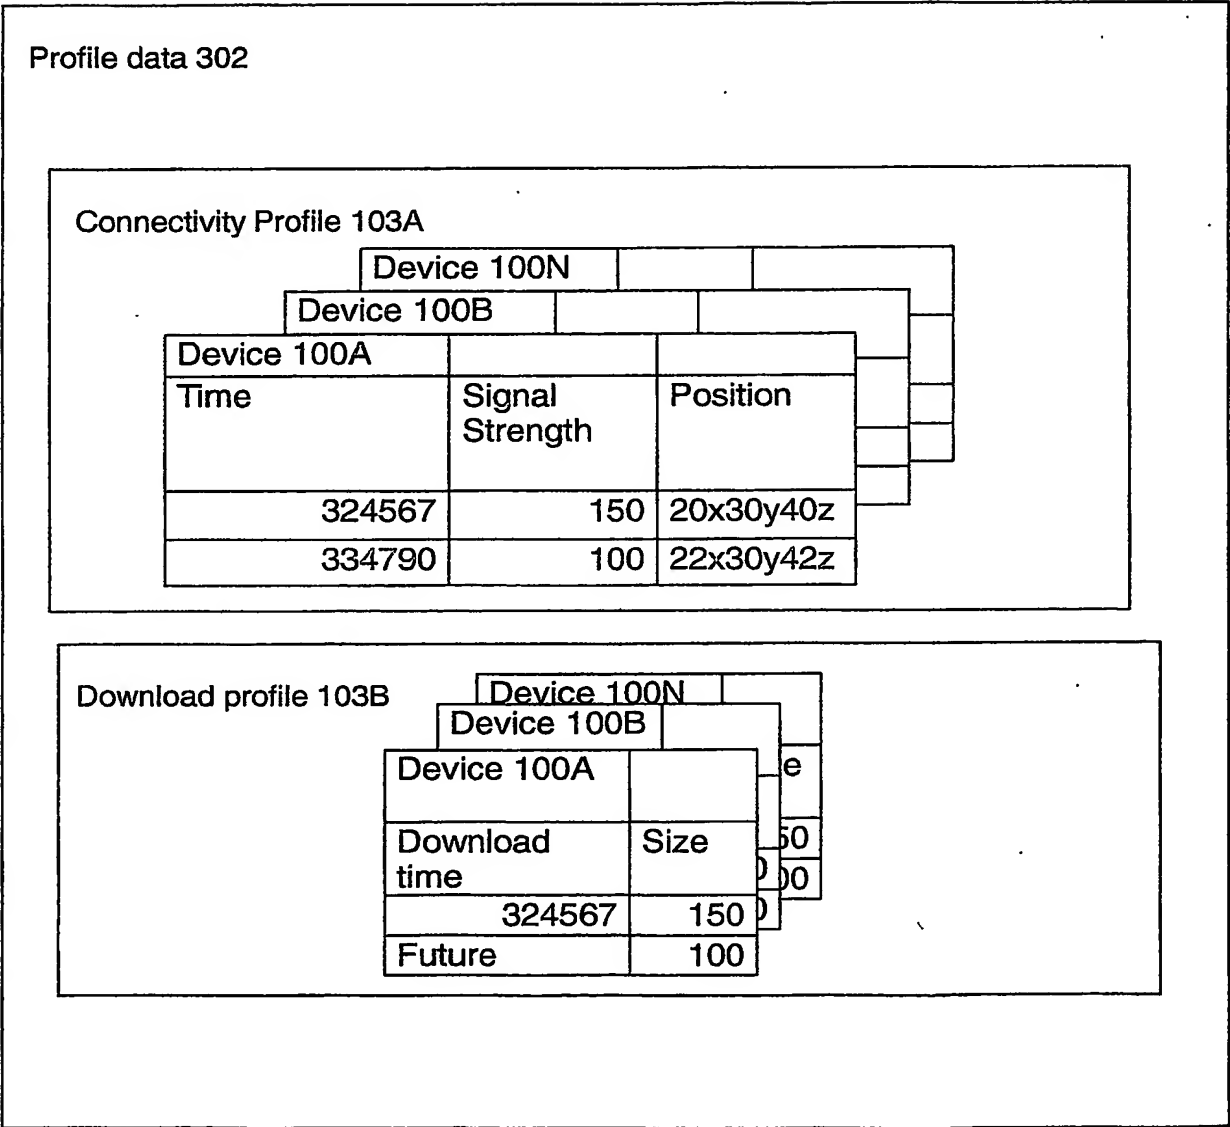 Profile data 302
Connectivity Profile 103A
Device 100N
Device 100B
Device 100A
Time Signal Strength Position
324567 150 20x30y40z
334790 100 22x30y42z
Download profile 103B
Device 100N
Device 100B
Device 100A
e
Download time Size
50
00
324567 150
Future 100